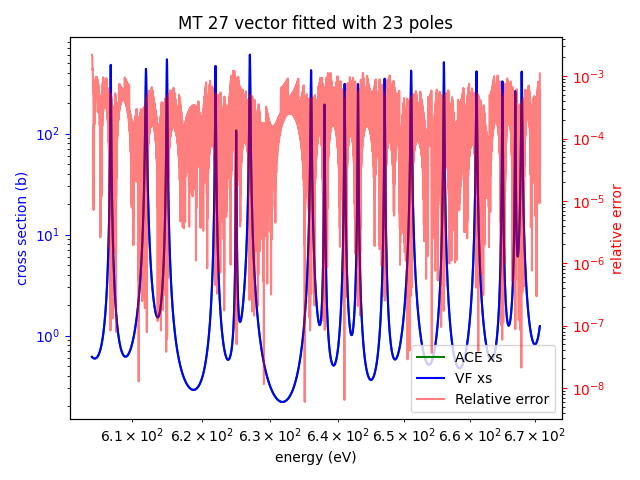 MT 27 vector fitted with 23 poles
cross section (b)
10²
10¹
10⁰
10⁻³
10⁻⁴
10⁻⁵
10⁻⁶
10⁻⁷
10⁻⁸
relative error
ACE xs
VF xs
Relative error
6.1 × 10² 6.2 × 10² 6.3 × 10² 6.4 × 10² 6.5 × 10² 6.6 × 10² 6.7 × 10²
energy (eV)